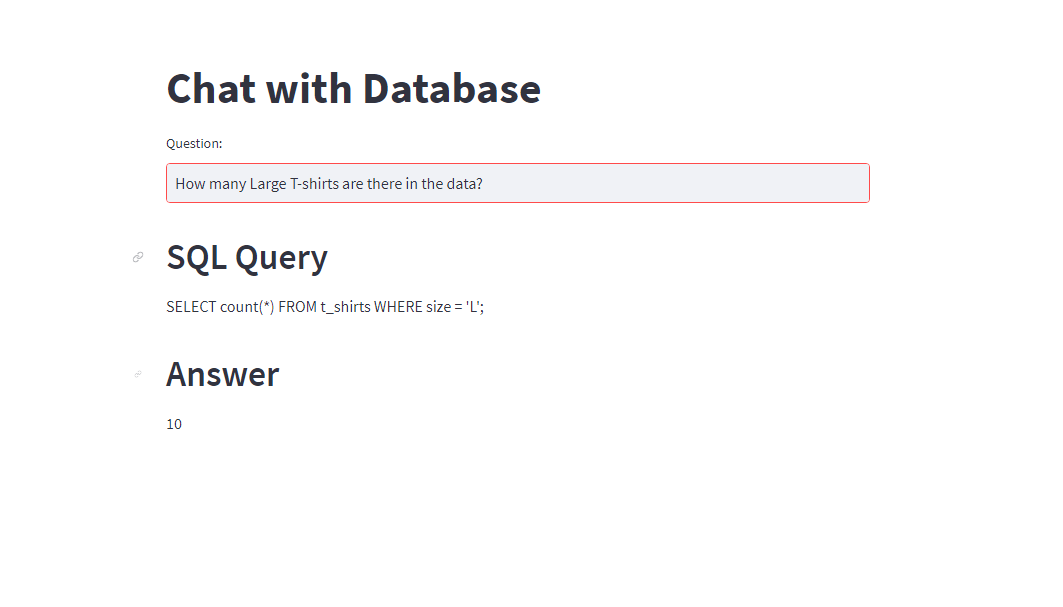 Chat with Database
Question:
How many Large T-shirts are there in the data?
SQL Query
SELECT count(*) FROM t_shirts WHERE size = 'L';
Answer
10